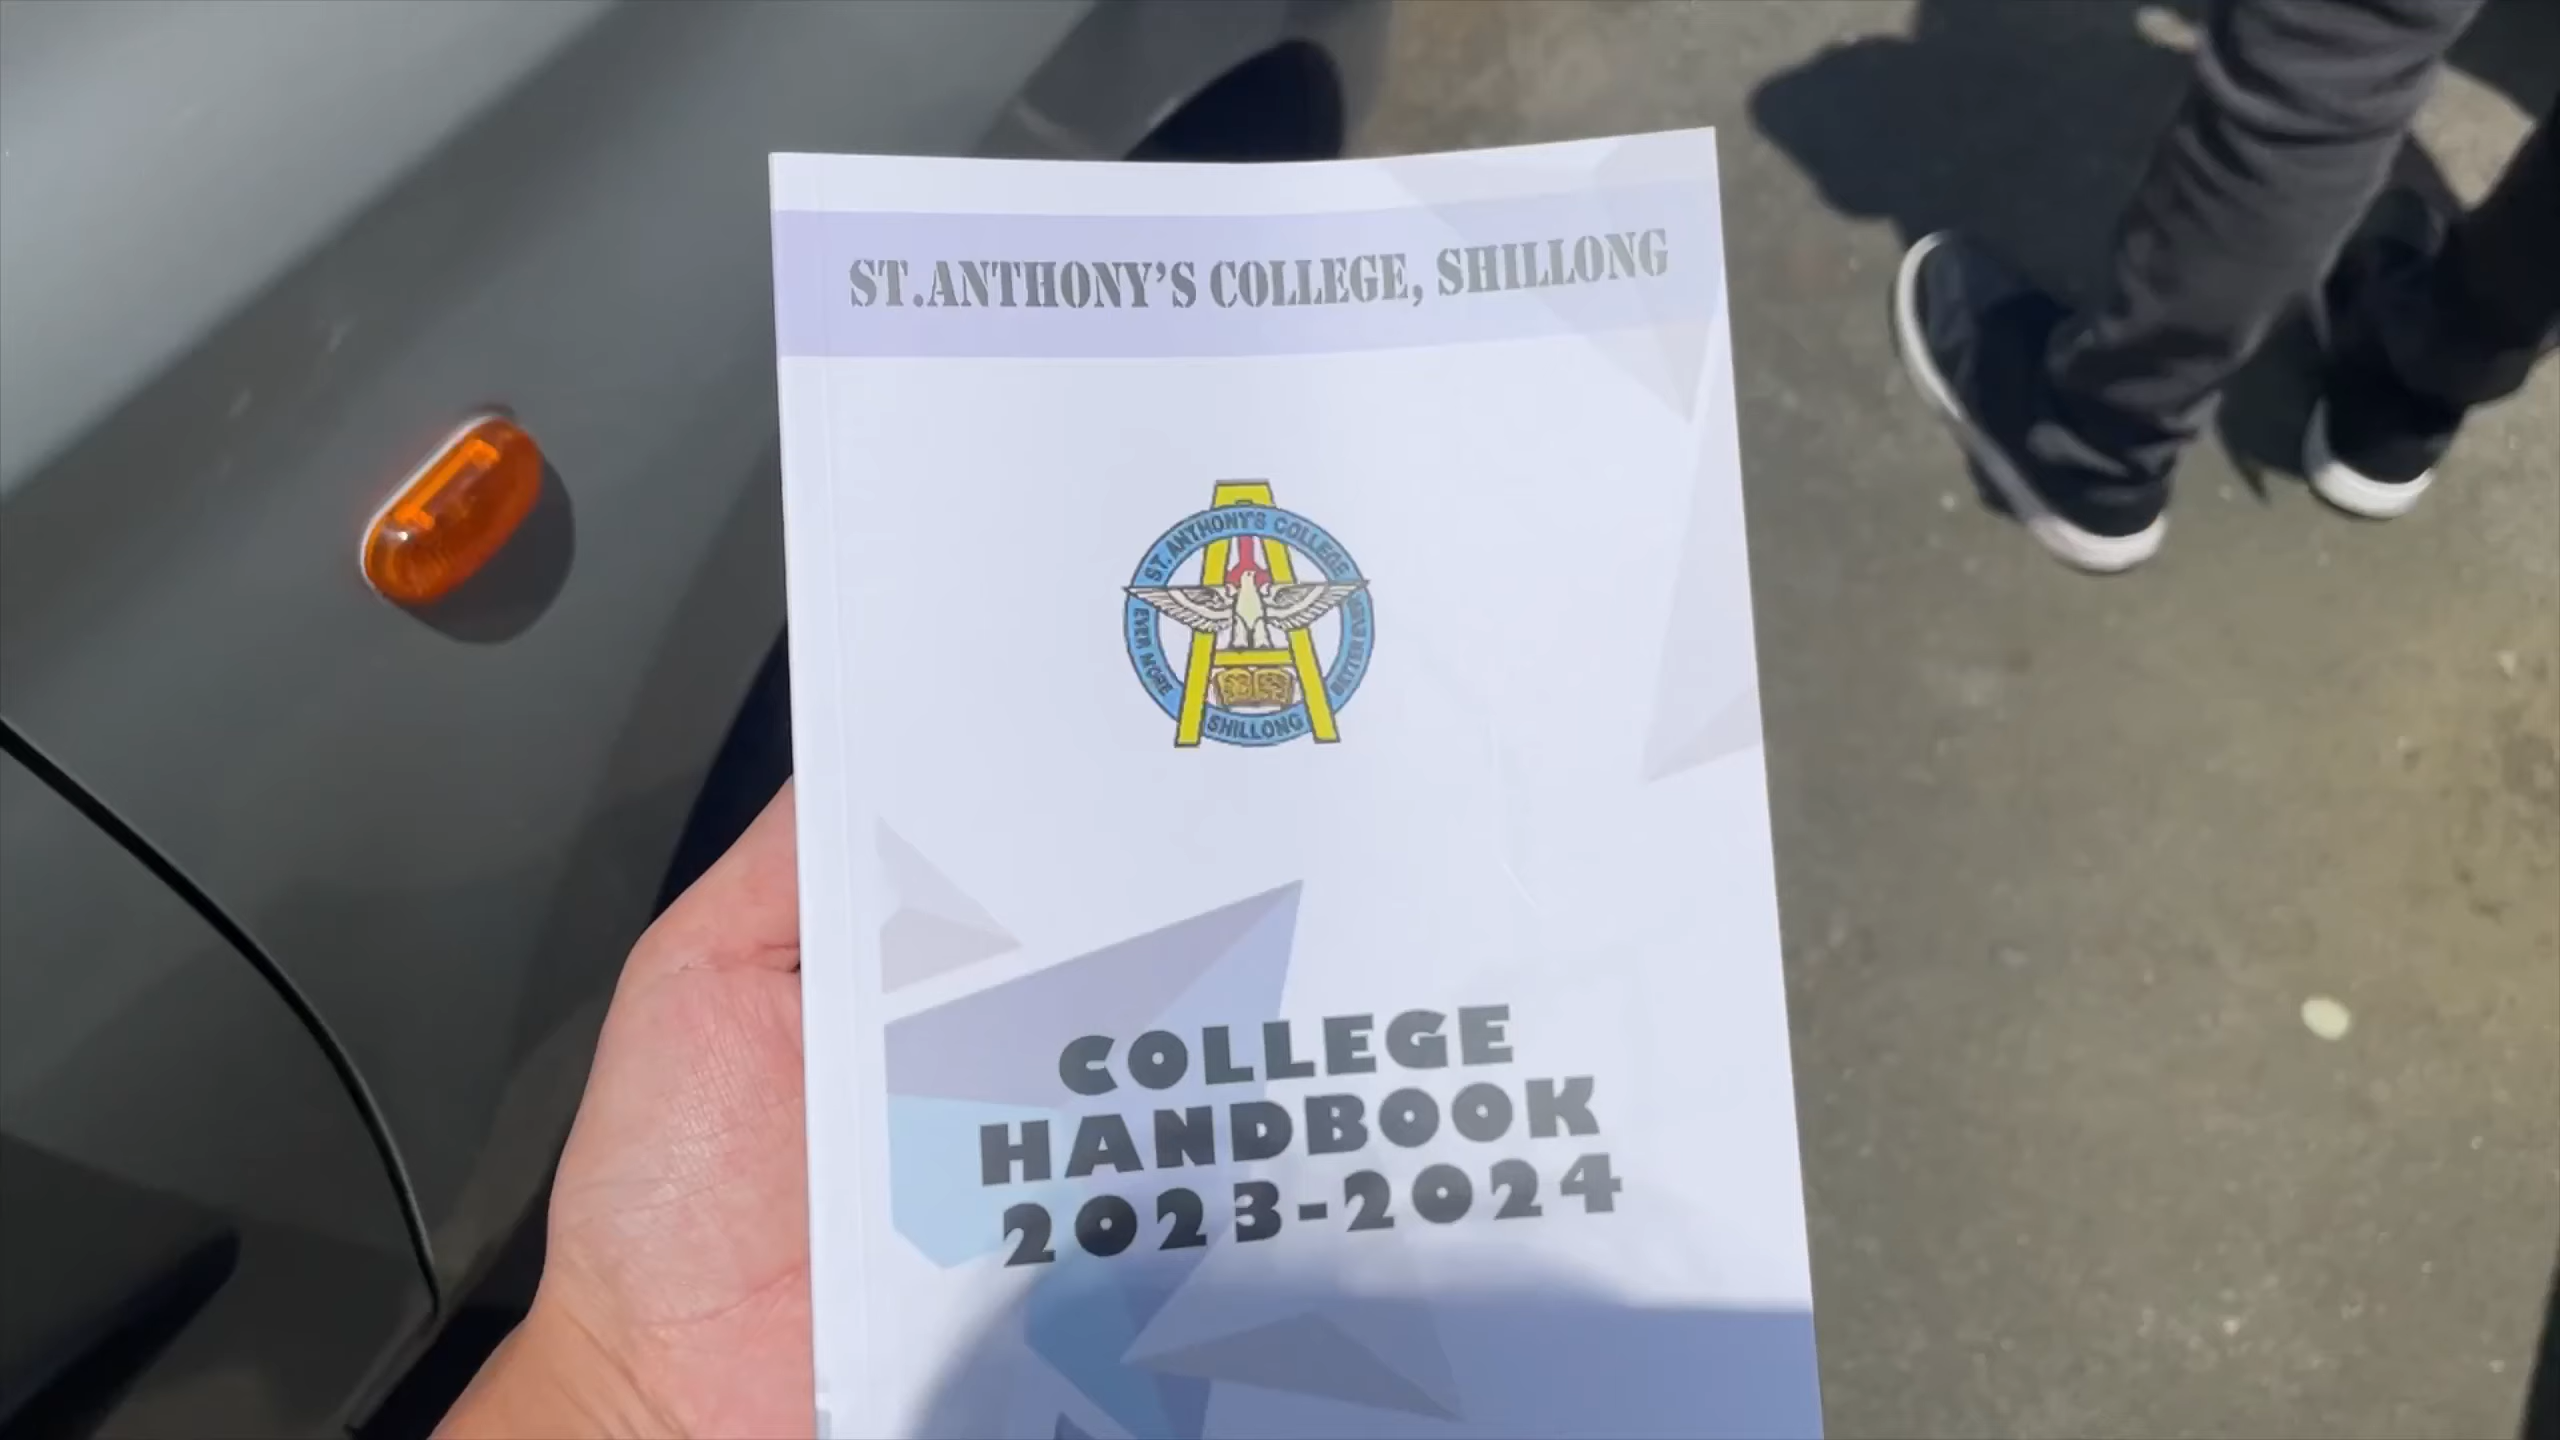 ST.ANTHONY'S COLLEGE, SHILLONG
ST. ANTHONY'S COLLEGE
EVER MORE
BETTER EVER
SHILLONG
COLLEGE
HANDBOOK
2023-2024